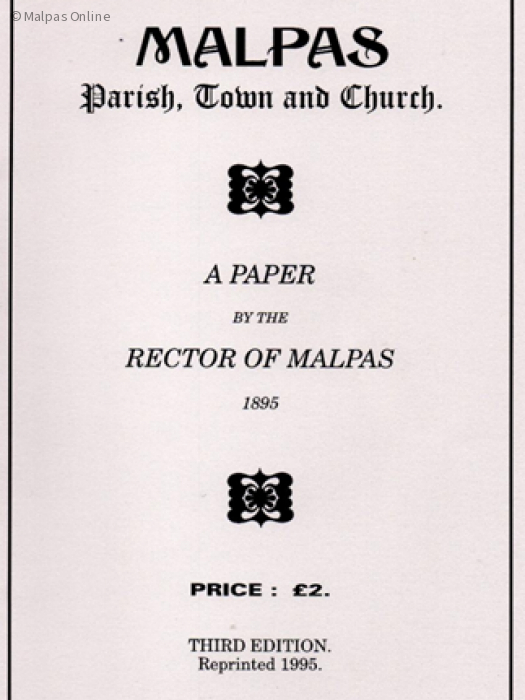 © Malpas Online
MALPAS
Parish, Town and Church.
A PAPER
BY THE
RECTOR OF MALPAS
1895
PRICE : £2.
THIRD EDITION.
Reprinted 1995.